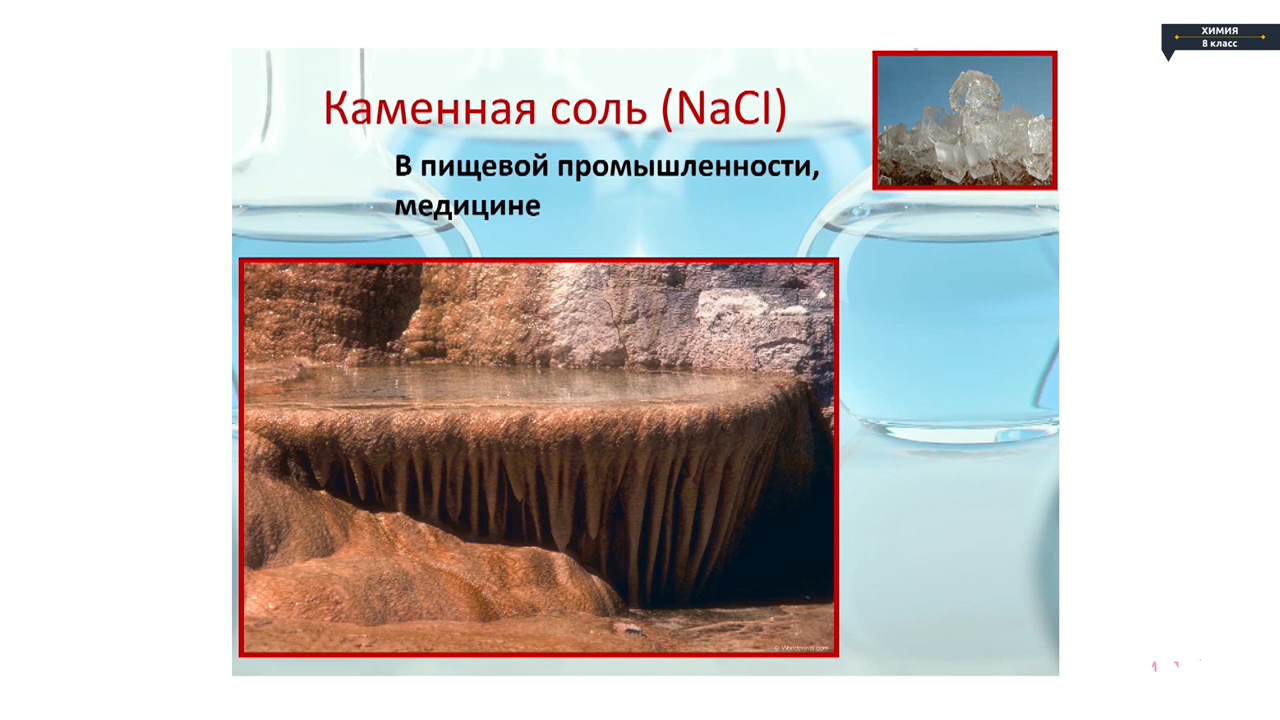 ХИМИЯ
8 класс
Каменная соль (NaCl)
В пищевой промышленности,
медицине